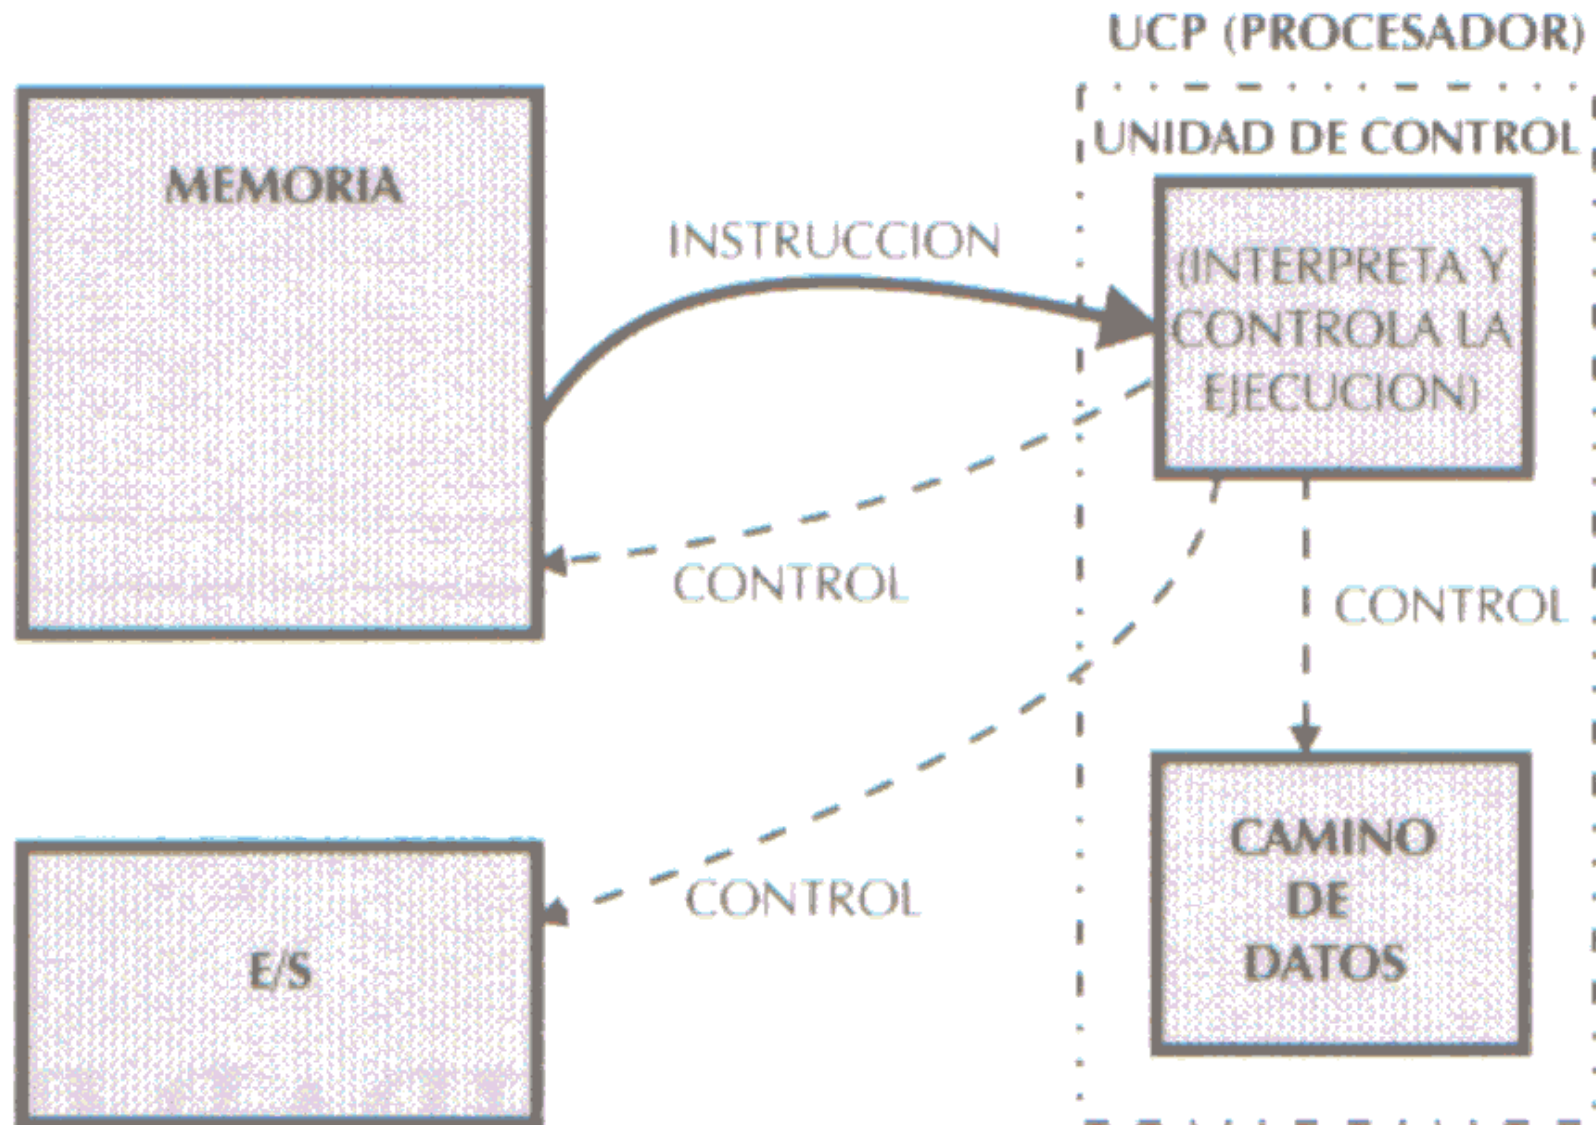 UCP (PROCESADOR)
UNIDAD DE CONTROL
MEMORIA
INSTRUCCION
(INTERPRETA Y
CONTROLA LA
EJECUCION)
CONTROL
CONTROL
CONTROL
CAMINO
DE
DATOS
E/S